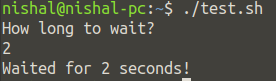 nishal@nishal-pc:~$ ./test.sh
How long to wait?
2
Waited for 2 seconds!